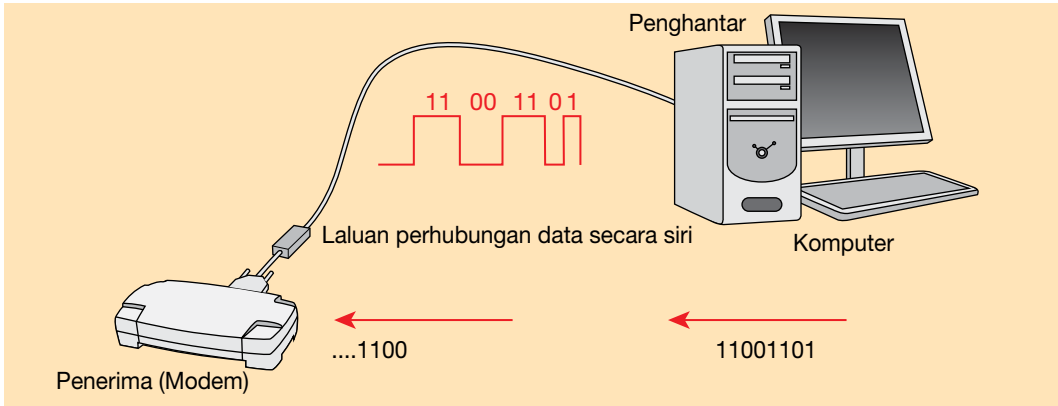 Penghantar
11 00 11 0 1
Laluan perhubungan data secara siri
Komputer
....1100
11001101
Penerima (Modem)